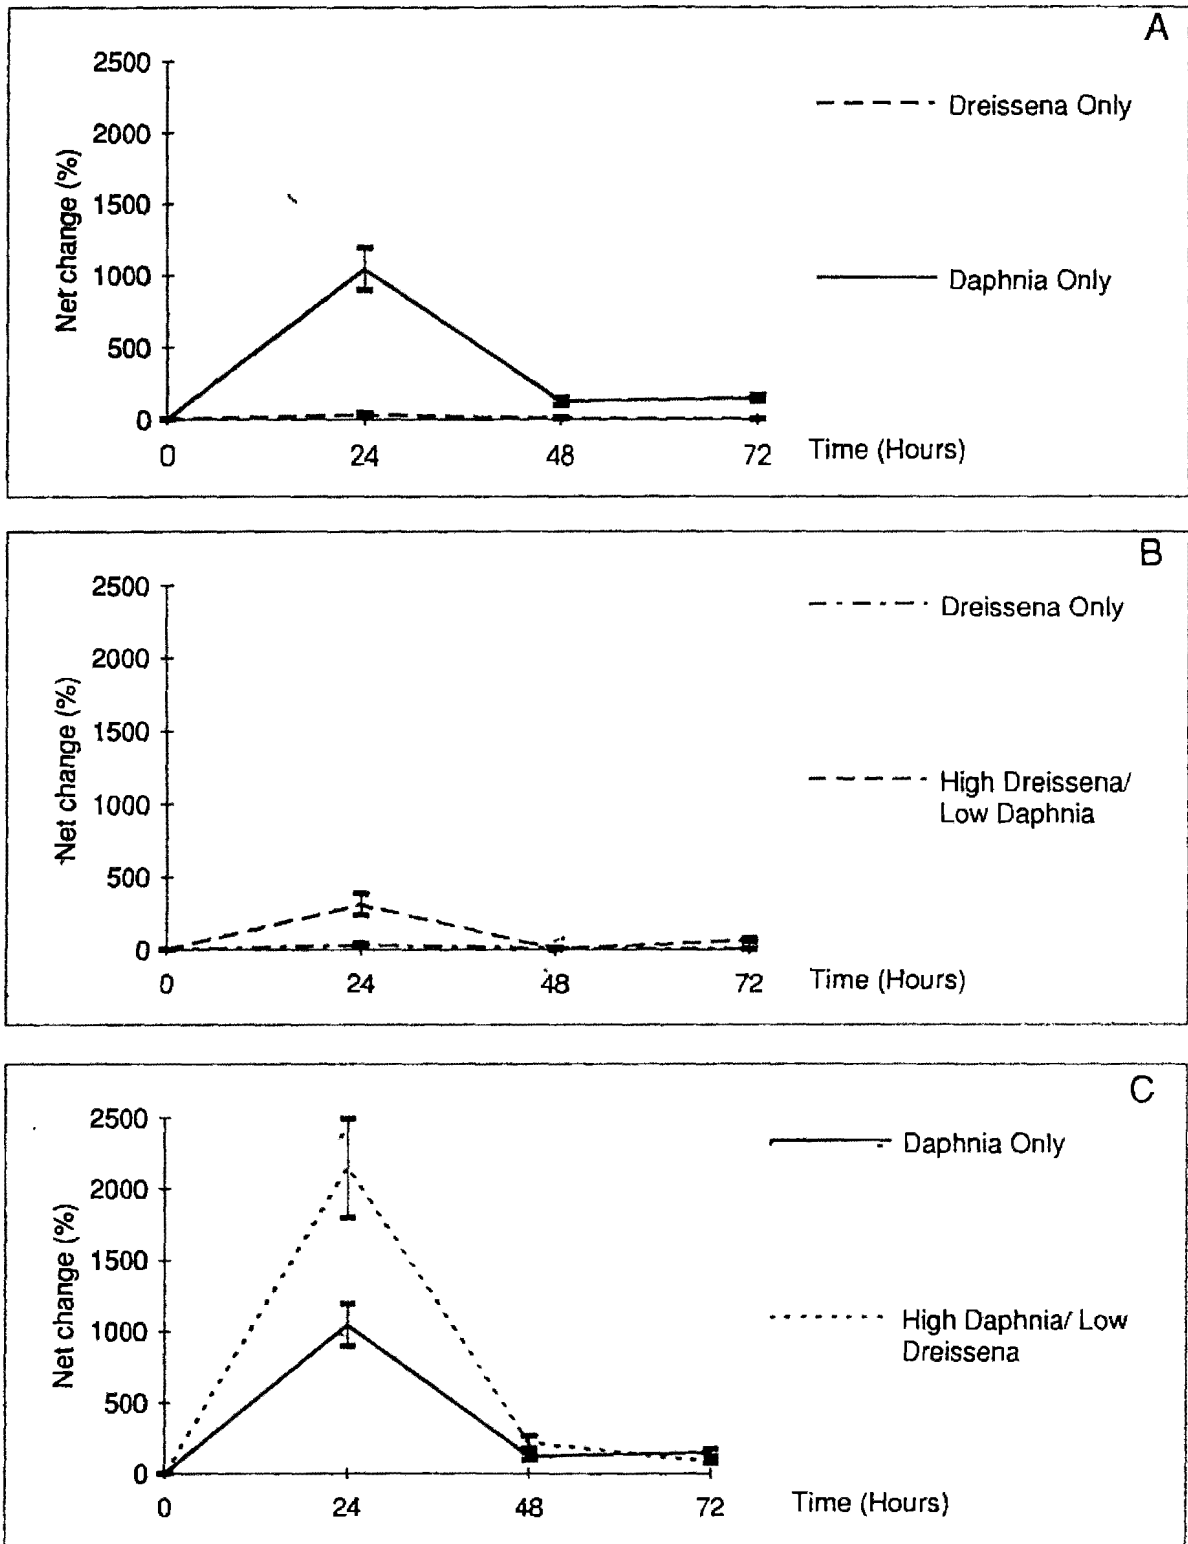 A
2500
2000
1500
1000
500
0
Net change (%)
0 24 48 72 Time (Hours)
Dreissena Only
Daphnia Only
B
2500
2000
1500
1000
500
0
Net change (%)
0 24 48 72 Time (Hours)
Dreissena Only
High Dreissena/
Low Daphnia
C
2500
2000
1500
1000
500
0
Net change (%)
0 24 48 72 Time (Hours)
Daphnia Only
High Daphnia/ Low
Dreissena